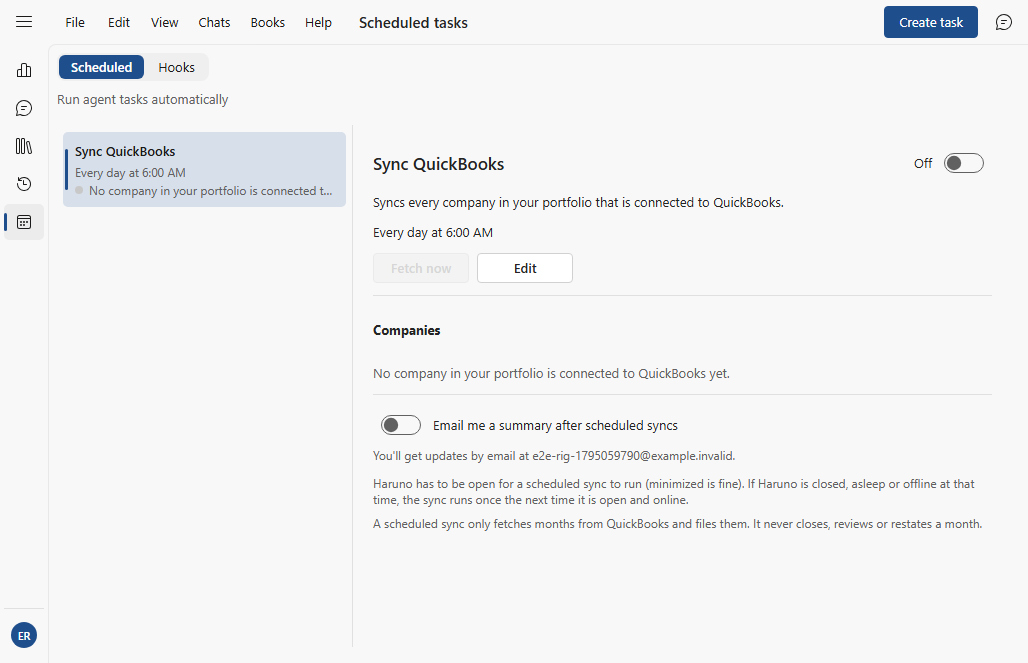 File Edit View Chats Books Help Scheduled tasks Create task
Scheduled Hooks
Run agent tasks automatically
Sync QuickBooks
Every day at 6:00 AM
No company in your portfolio is connected t...
Sync QuickBooks
Off
Syncs every company in your portfolio that is connected to QuickBooks.
Every day at 6:00 AM
Fetch now Edit
Companies
No company in your portfolio is connected to QuickBooks yet.
Email me a summary after scheduled syncs
You'll get updates by email at e2e-rig-1795059790@example.invalid.
Haruno has to be open for a scheduled sync to run (minimized is fine). If Haruno is closed, asleep or offline at that
time, the sync runs once the next time it is open and online.
A scheduled sync only fetches months from QuickBooks and files them. It never closes, reviews or restates a month.
ER